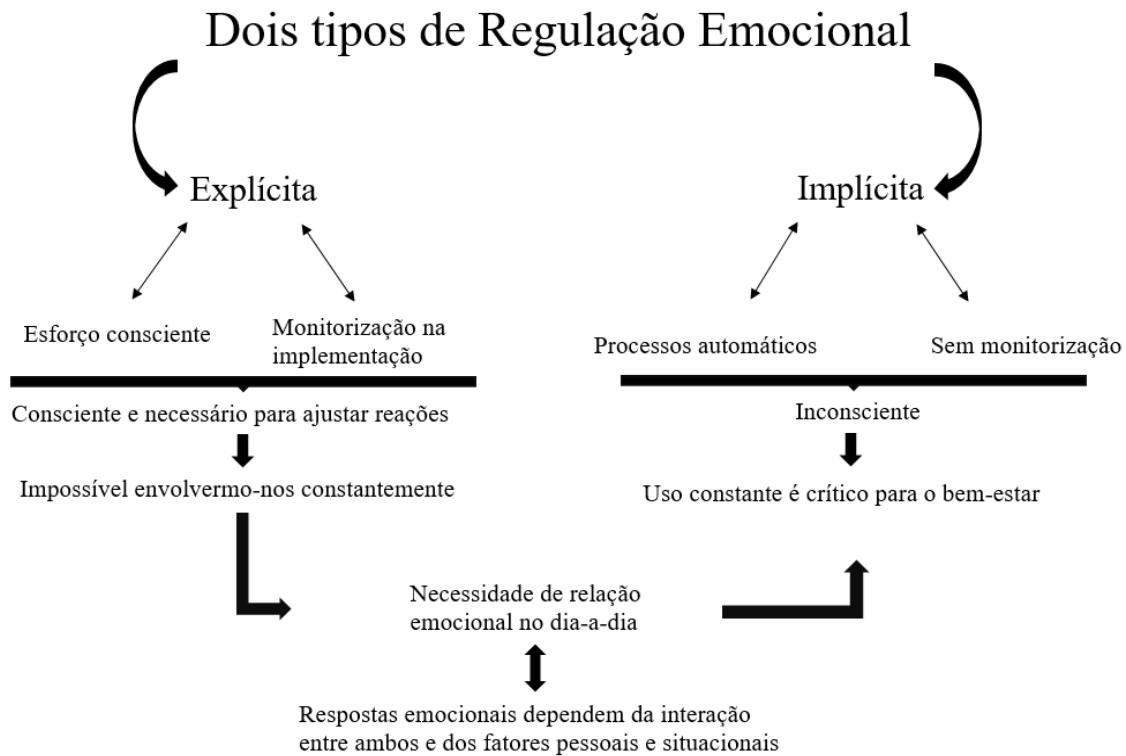 Dois tipos de Regulação Emocional
Explícita
Implícita
Esforço consciente
Monitorização na
implementação
Processos automáticos
Sem monitorização
Consciente e necessário para ajustar reações
Inconsciente
Impossível envolvermo-nos constantemente
Uso constante é crítico para o bem-estar
Necessidade de relação
emocional no dia-a-dia
Respostas emocionais dependem da interação
entre ambos e dos fatores pessoais e situacionais